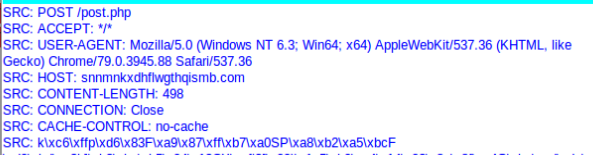 SRC: POST /post.php
SRC: ACCEPT: */*
SRC: USER-AGENT: Mozilla/5.0 (Windows NT 6.3; Win64; x64) AppleWebKit/537.36 (KHTML, like
Gecko) Chrome/79.0.3945.88 Safari/537.36
SRC: HOST: snnmnkxdhflwgthqismb.com
SRC: CONTENT-LENGTH: 498
SRC: CONNECTION: Close
SRC: CACHE-CONTROL: no-cache
SRC: k\xc6\xffp\xd6\x83F\xa9\x87\xff\xb7\xa0SP\xa8\xb2\xa5\xbcF